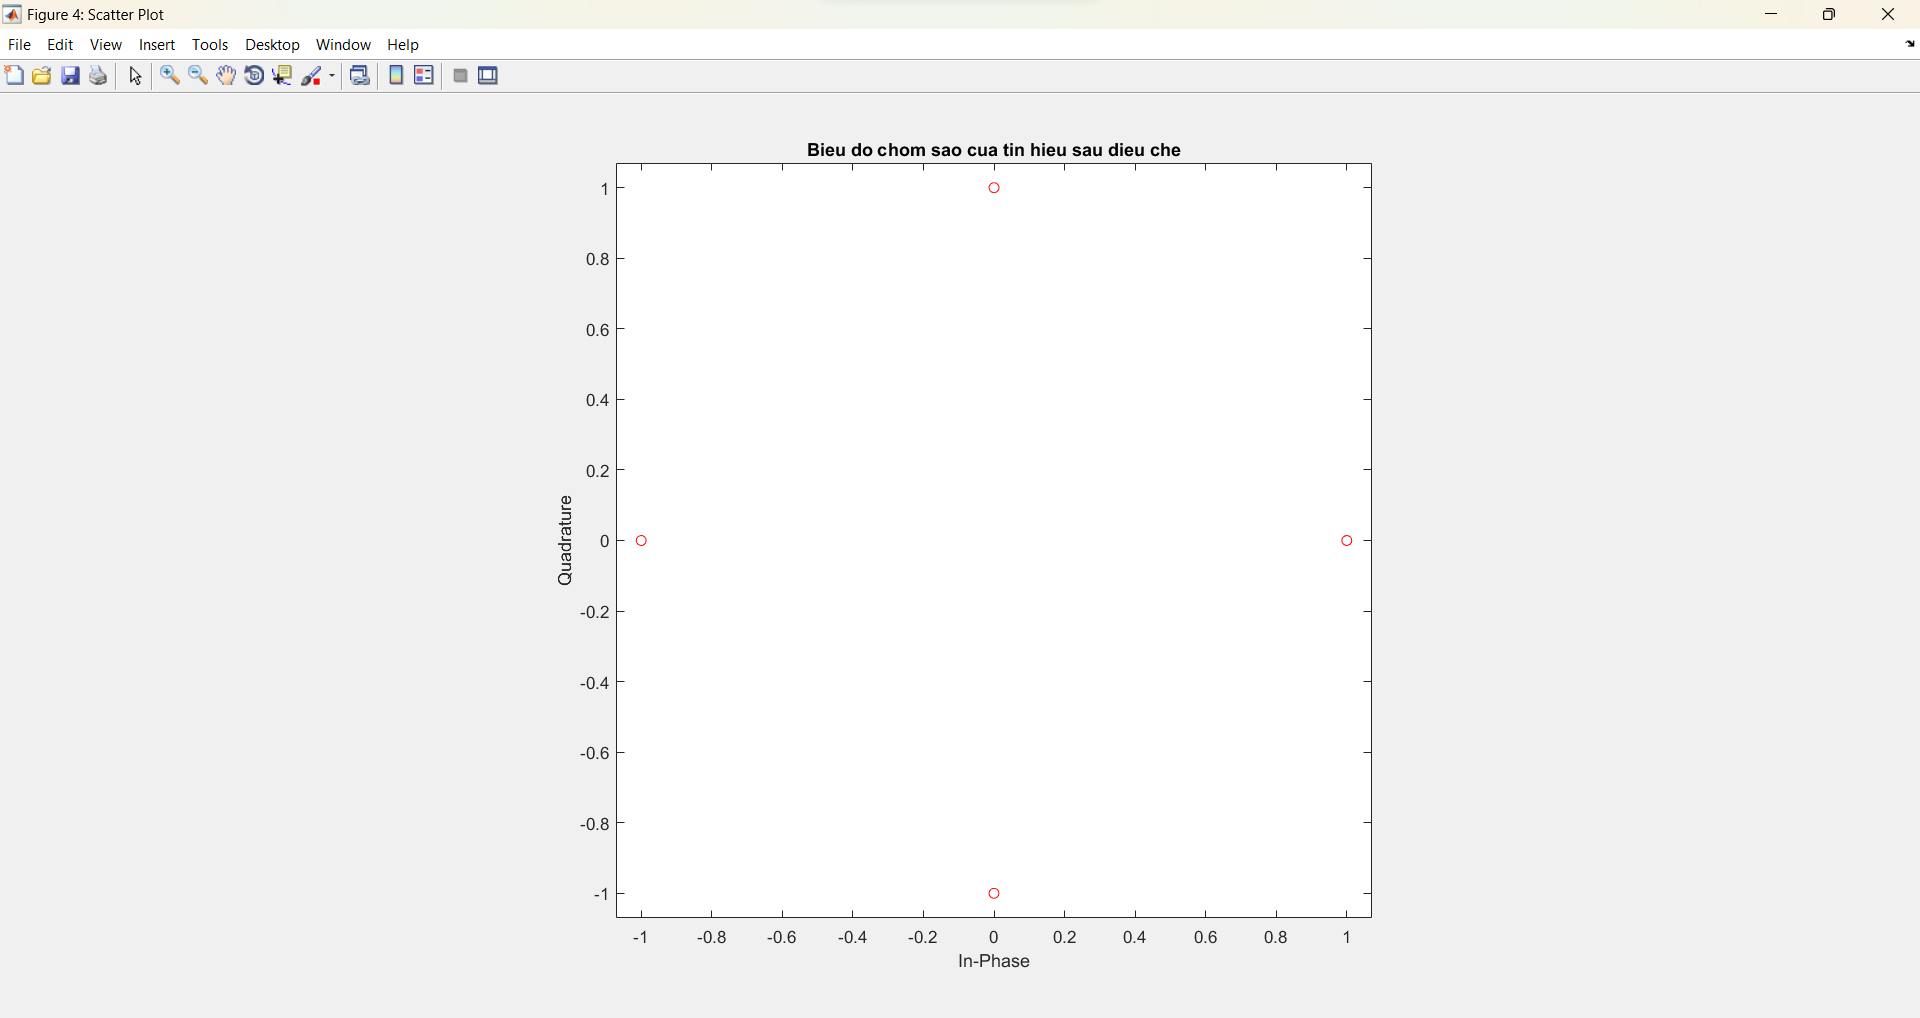 Figure 4: Scatter Plot
File Edit View Insert Tools Desktop Window Help
Bieu do chom sao cua tin hieu sau dieu che
1
0.8
0.6
0.4
0.2
0
-0.2
-0.4
-0.6
-0.8
-1
Quadrature
-1 -0.8 -0.6 -0.4 -0.2 0 0.2 0.4 0.6 0.8 1
In-Phase